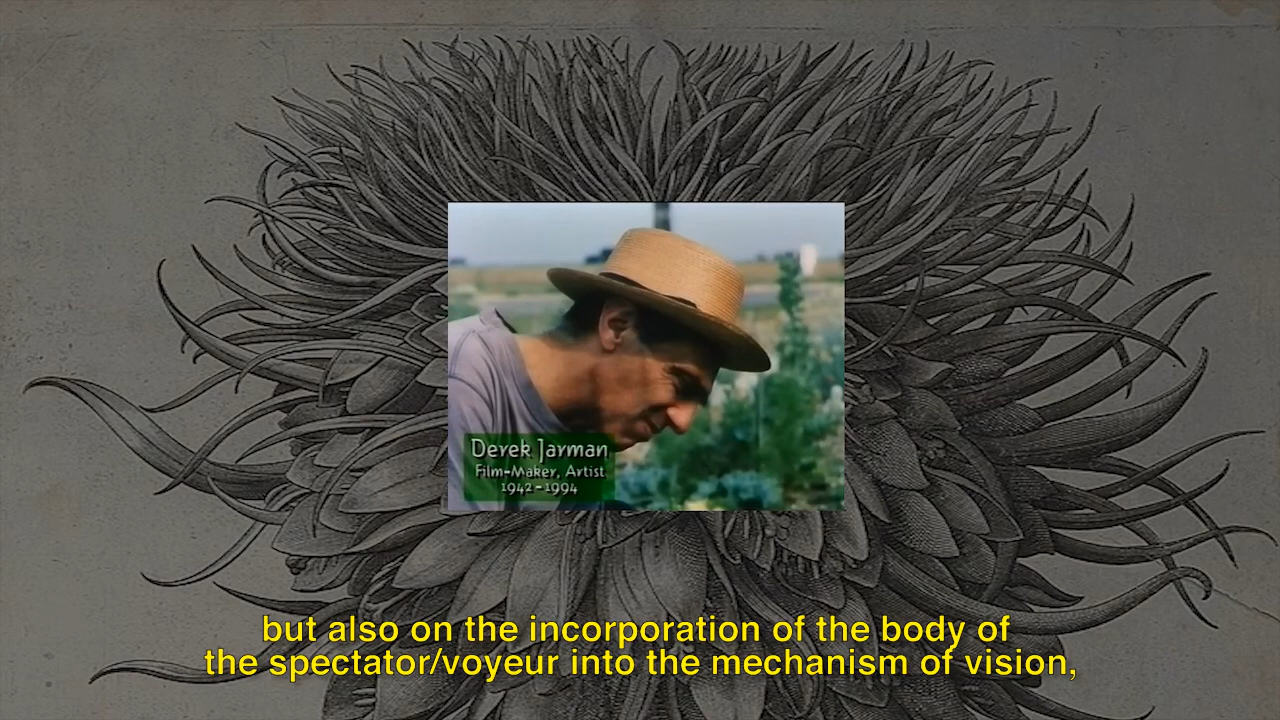 Derek Jarman
Film-Maker, Artist
1942-1994
but also on the incorporation of the body of
the spectator/voyeur into the mechanism of vision,